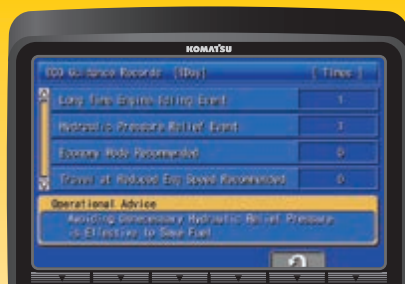 KOMATSU
ECO Guidance Records [1Day] [ Times ]
Long Time Engine Idling Event 1
Hydraulic Pressure Relief Event
Economy Mode Recommended 0
Travel at Reduced Eng Speed Recommended 0
Operational Advice
Avoiding Unnecessary Hydraulic Relief Pressure
is Effective to Save Fuel